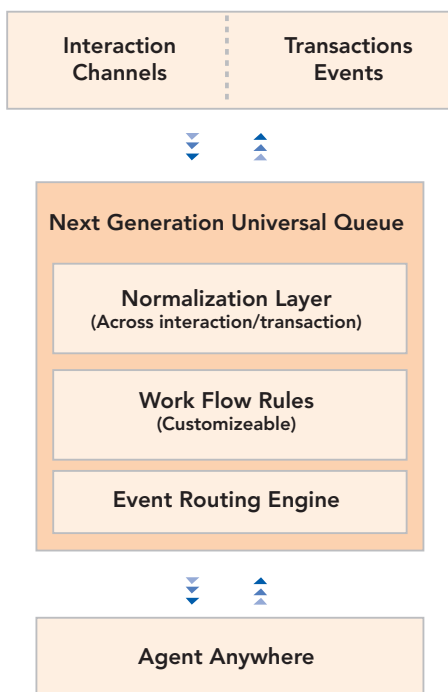 Interaction
Channels
Transactions
Events
Next Generation Universal Queue
Normalization Layer
(Across interaction/transaction)
Work Flow Rules
(Customizeable)
Event Routing Engine
Agent Anywhere